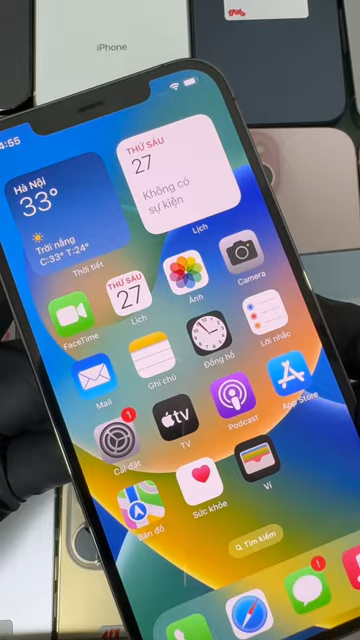 iPhone
4:55
Hà Nội
33°
Trời nắng
C:33° T:24°
Thời tiết
THỨ SÁU
27
Không có
sự kiện
Lịch
FaceTime
THỨ SÁU
27
Lịch
Ảnh
Camera
Mail
Ghi chú
Đồng hồ
Lời nhắc
1
Cài đặt
tv
TV
Podcast
App Store
Bản đồ
Sức khỏe
Ví
Tìm kiếm
1